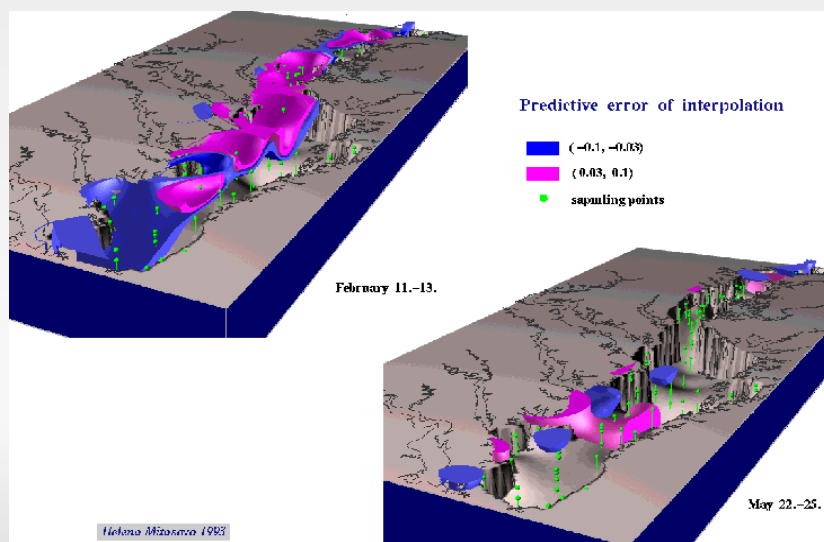 Predictive error of interpolation
(-0.1, -0.03)
(0.03, 0.1)
sapmling points
February 11.-13.
May 22.-25.
Helena Mitasova 1993